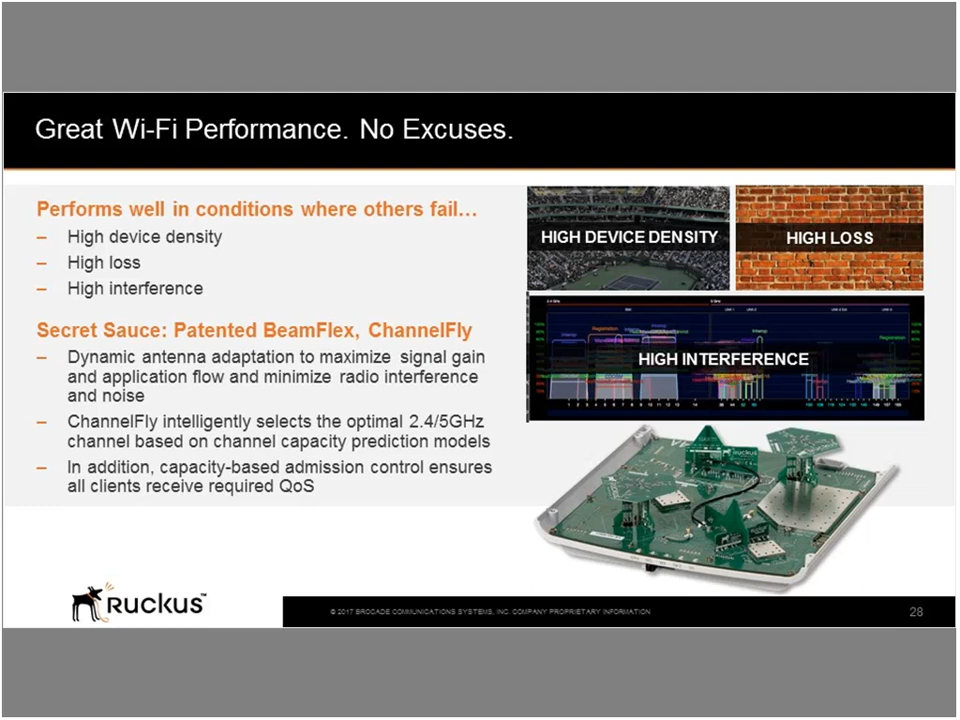 Great Wi-Fi Performance. No Excuses.
Performs well in conditions where others fail…
– High device density
– High loss
– High interference
Secret Sauce: Patented BeamFlex, ChannelFly
– Dynamic antenna adaptation to maximize signal gain
and application flow and minimize radio interference
and noise
– ChannelFly intelligently selects the optimal 2.4/5GHz
channel based on channel capacity prediction models
– In addition, capacity-based admission control ensures
all clients receive required QoS
HIGH DEVICE DENSITY
HIGH LOSS
HIGH INTERFERENCE
Ruckus
Ruckus™
© 2017 BROCADE COMMUNICATIONS SYSTEMS, INC. COMPANY PROPRIETARY INFORMATION
28